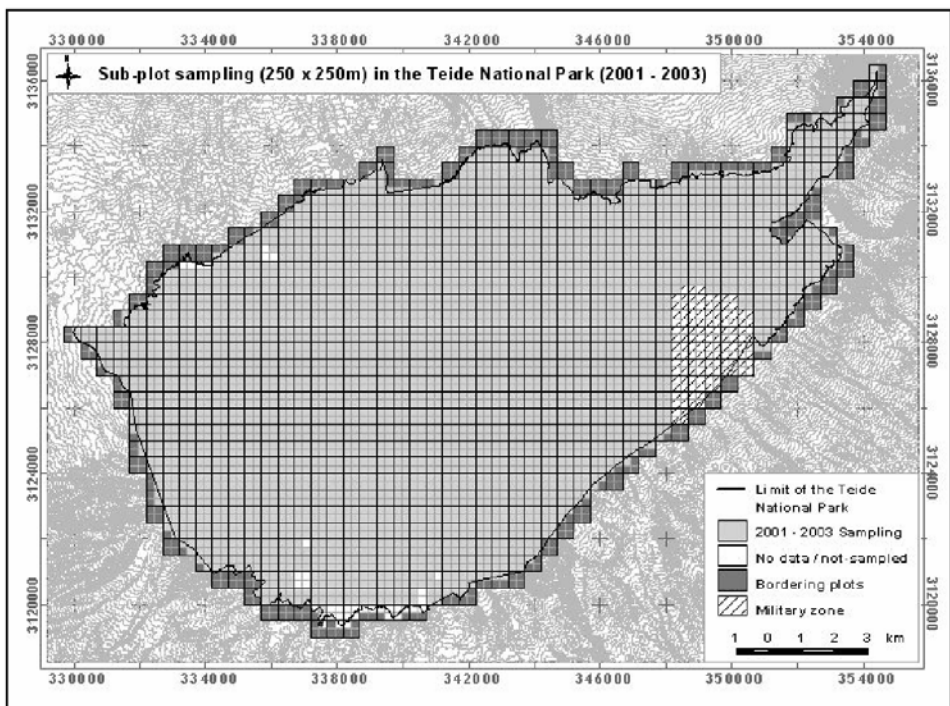 330000 334000 338000 342000 346000 350000 354000
Sub-plot sampling (250 x 250m) in the Teide National Park (2001 - 2003)
3136000 3136000
3132000 3132000
3128000 3128000
3124000 3124000
3120000 3120000
Limit of the Teide
National Park
2001 - 2003 Sampling
No data / not-sampled
Bordering plots
Military zone
1 0 1 2 3 km
330000 334000 338000 342000 346000 350000 354000